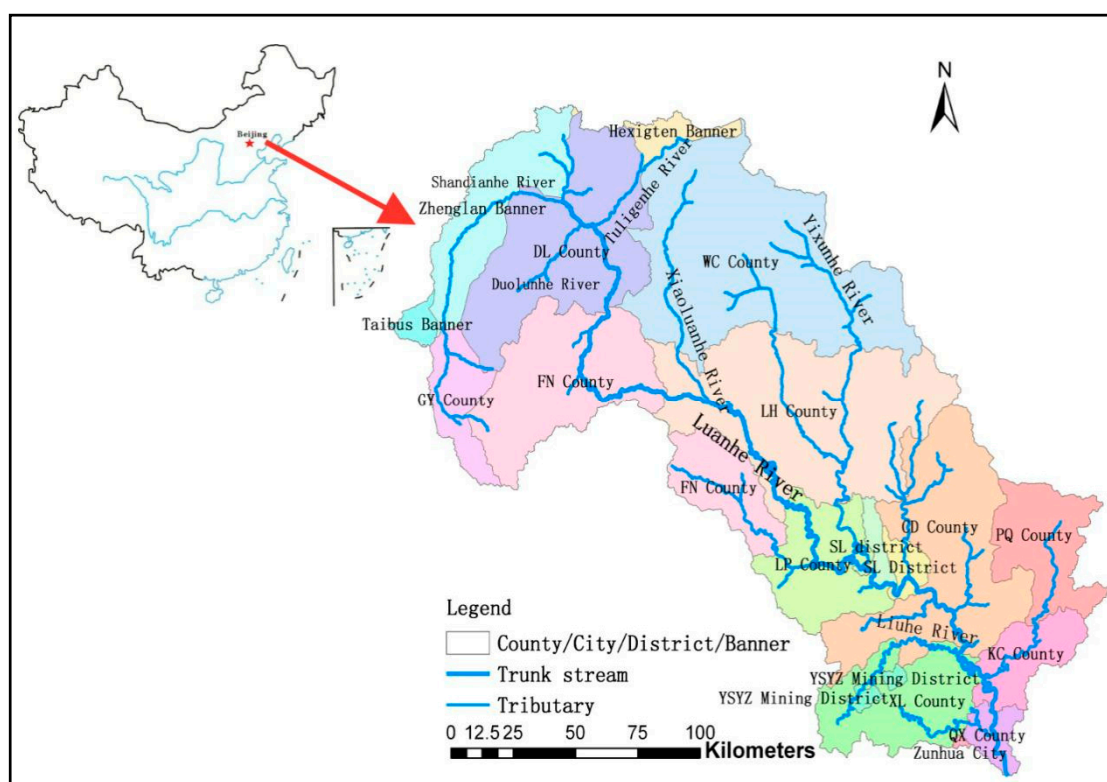 Beijing
N
Hexigten Banner
Shandianhe River
Zhenglan Banner
Tuligenhe River
DL County
Duolunhe River
WC County
Yixunhe River
Xiaoluanhe River
Taibus Banner
FN County
GY County
LH County
Luanhe River
FN County
CD County
PQ County
SL district
LP County
SL District
Liuhe River
KC County
YSYZ Mining District
YSYZ Mining District
XL County
QX County
Zunhua City
Legend
County/City/District/Banner
Trunk stream
Tributary
0 12.5 25 50 75 100
Kilometers